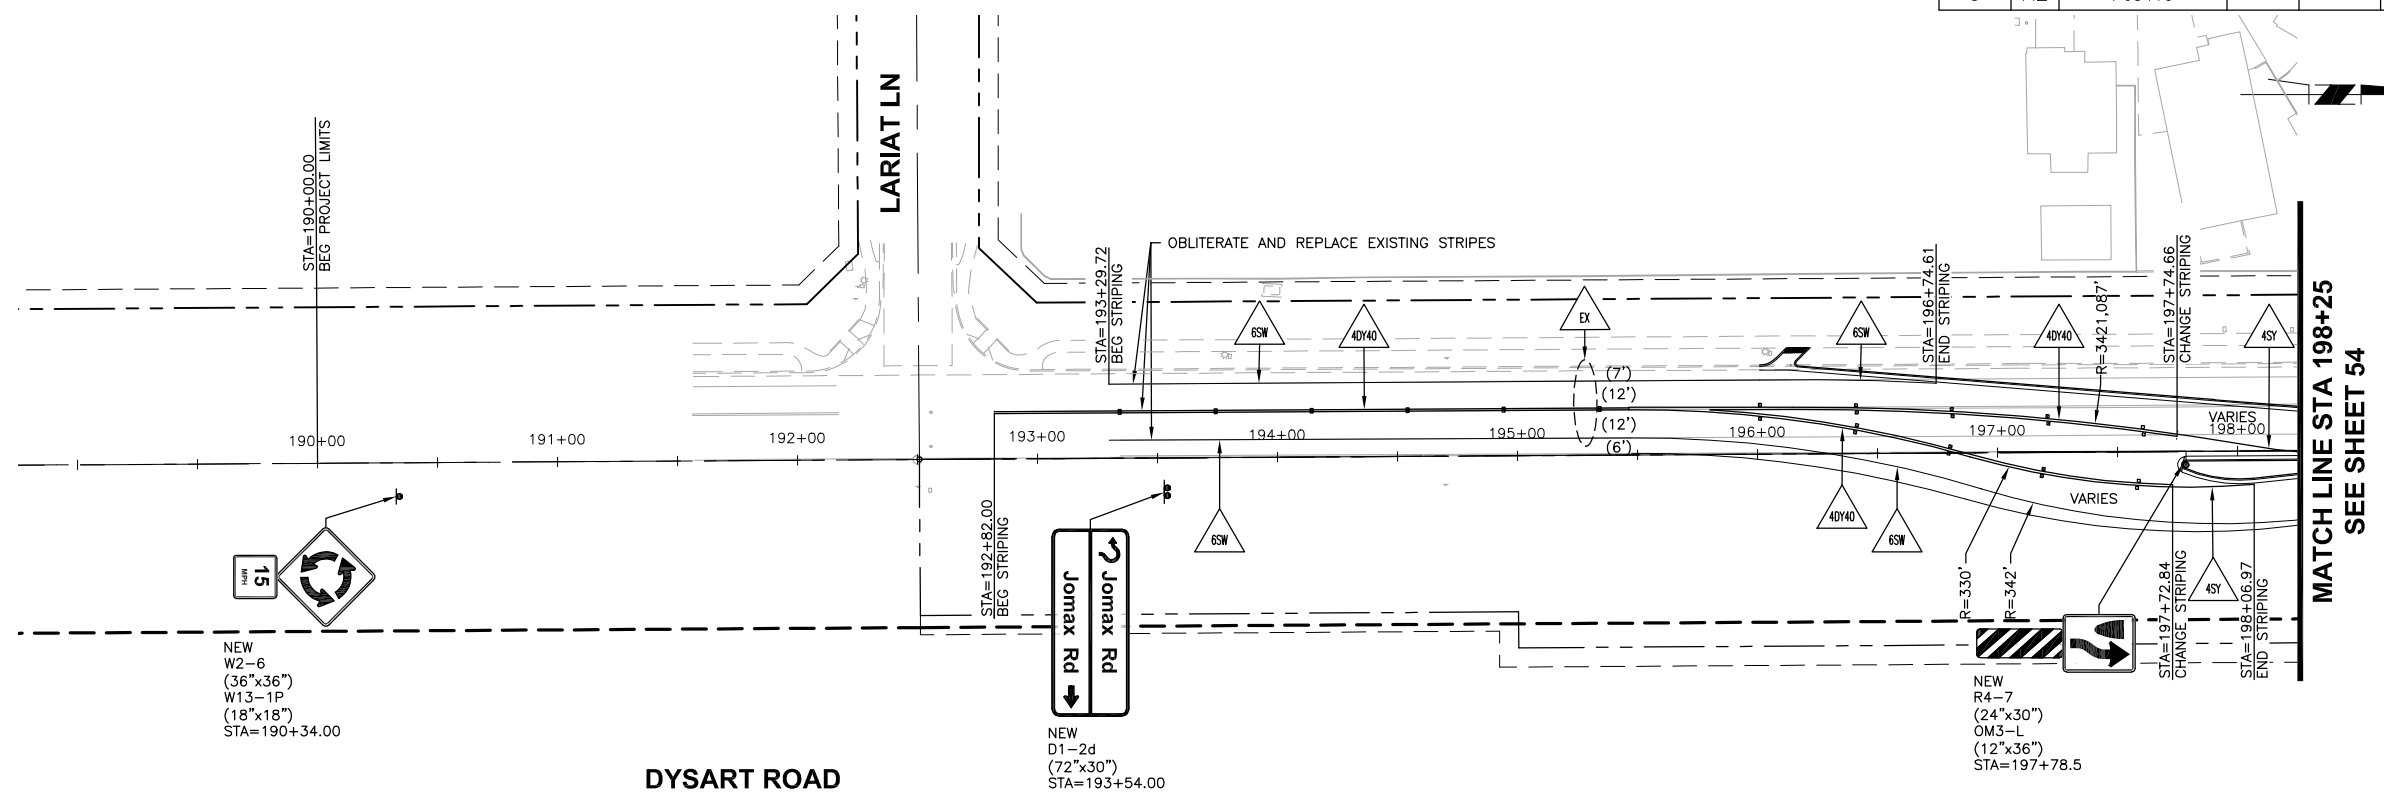 LARIAT LN
STA=190+00.00
BEG PROJECT LIMITS
OBLITERATE AND REPLACE EXISTING STRIPES
STA=193+29.72
BEG STRIPING
6SW
4DY40
EX
6SW
STA=196+74.61
END STRIPING
4DY40
R=3421,087'
STA=197+74.66
CHANGE STRIPING
4SY
MATCH LINE STA 198+25
SEE SHEET 54
(7')
(12')
(12')
(6')
VARIES
190+00
191+00
192+00
193+00
194+00
195+00
196+00
197+00
198+00
STA=192+82.00
BEG STRIPING
6SW
4DY40
6SW
VARIES
R=330'
R=342'
STA=197+72.84
CHANGE STRIPING
4SY
STA=198+06.97
END STRIPING
15
MPH
Jomax Rd
Jomax Rd
NEW
W2-6
(36"x36")
W13-1P
(18"x18")
STA=190+34.00
NEW
D1-2d
(72"x30")
STA=193+54.00
NEW
R4-7
(24"x30")
OM3-L
(12"x36")
STA=197+78.5
DYSART ROAD